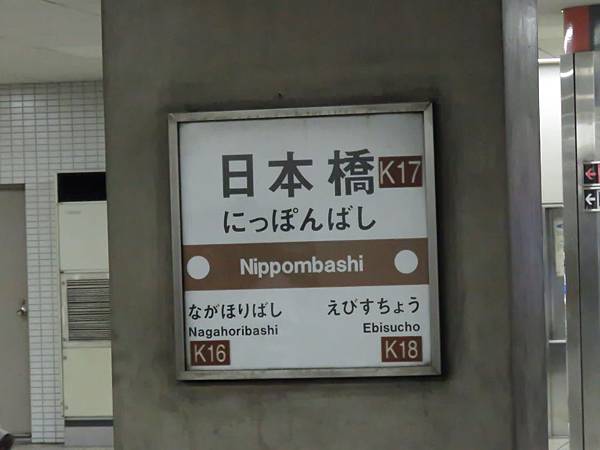 日本橋 K17
にっぽんばし
Nippombashi
ながほりばし えびすちょう
Nagahoribashi Ebisucho
K16 K18